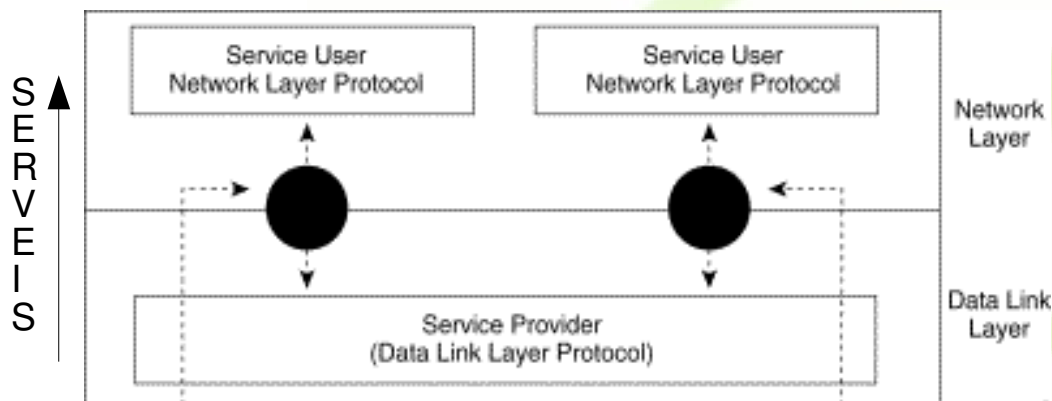 SERVEIS
Service User
Network Layer Protocol
Service User
Network Layer Protocol
Network
Layer
Service Provider
(Data Link Layer Protocol)
Data Link
Layer